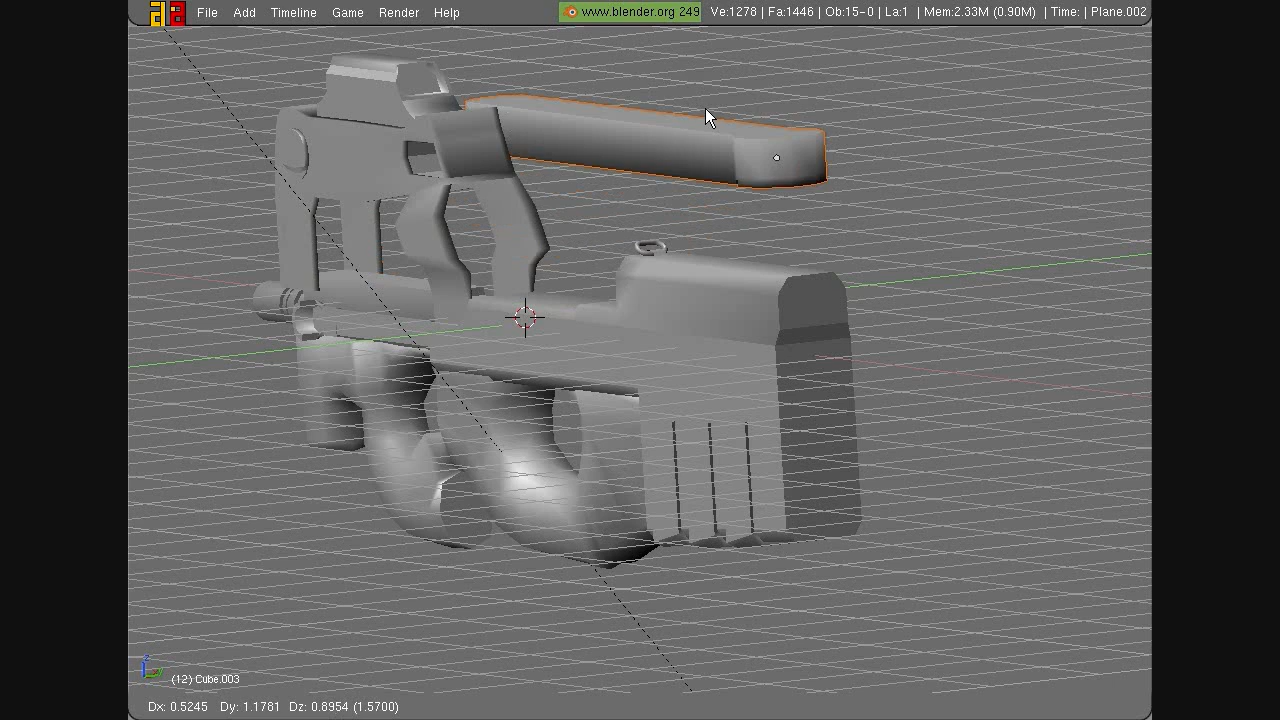 File Add Timeline Game Render Help www.blender.org 249 Ve:1278 | Fa:1446 | Ob:15-0 | La:1 | Mem:2.33M (0.90M) | Time: | Plane.002
z
(12) Cube.003
Dx: 0.5245 Dy: 1.1781 Dz: 0.8954 (1.5700)